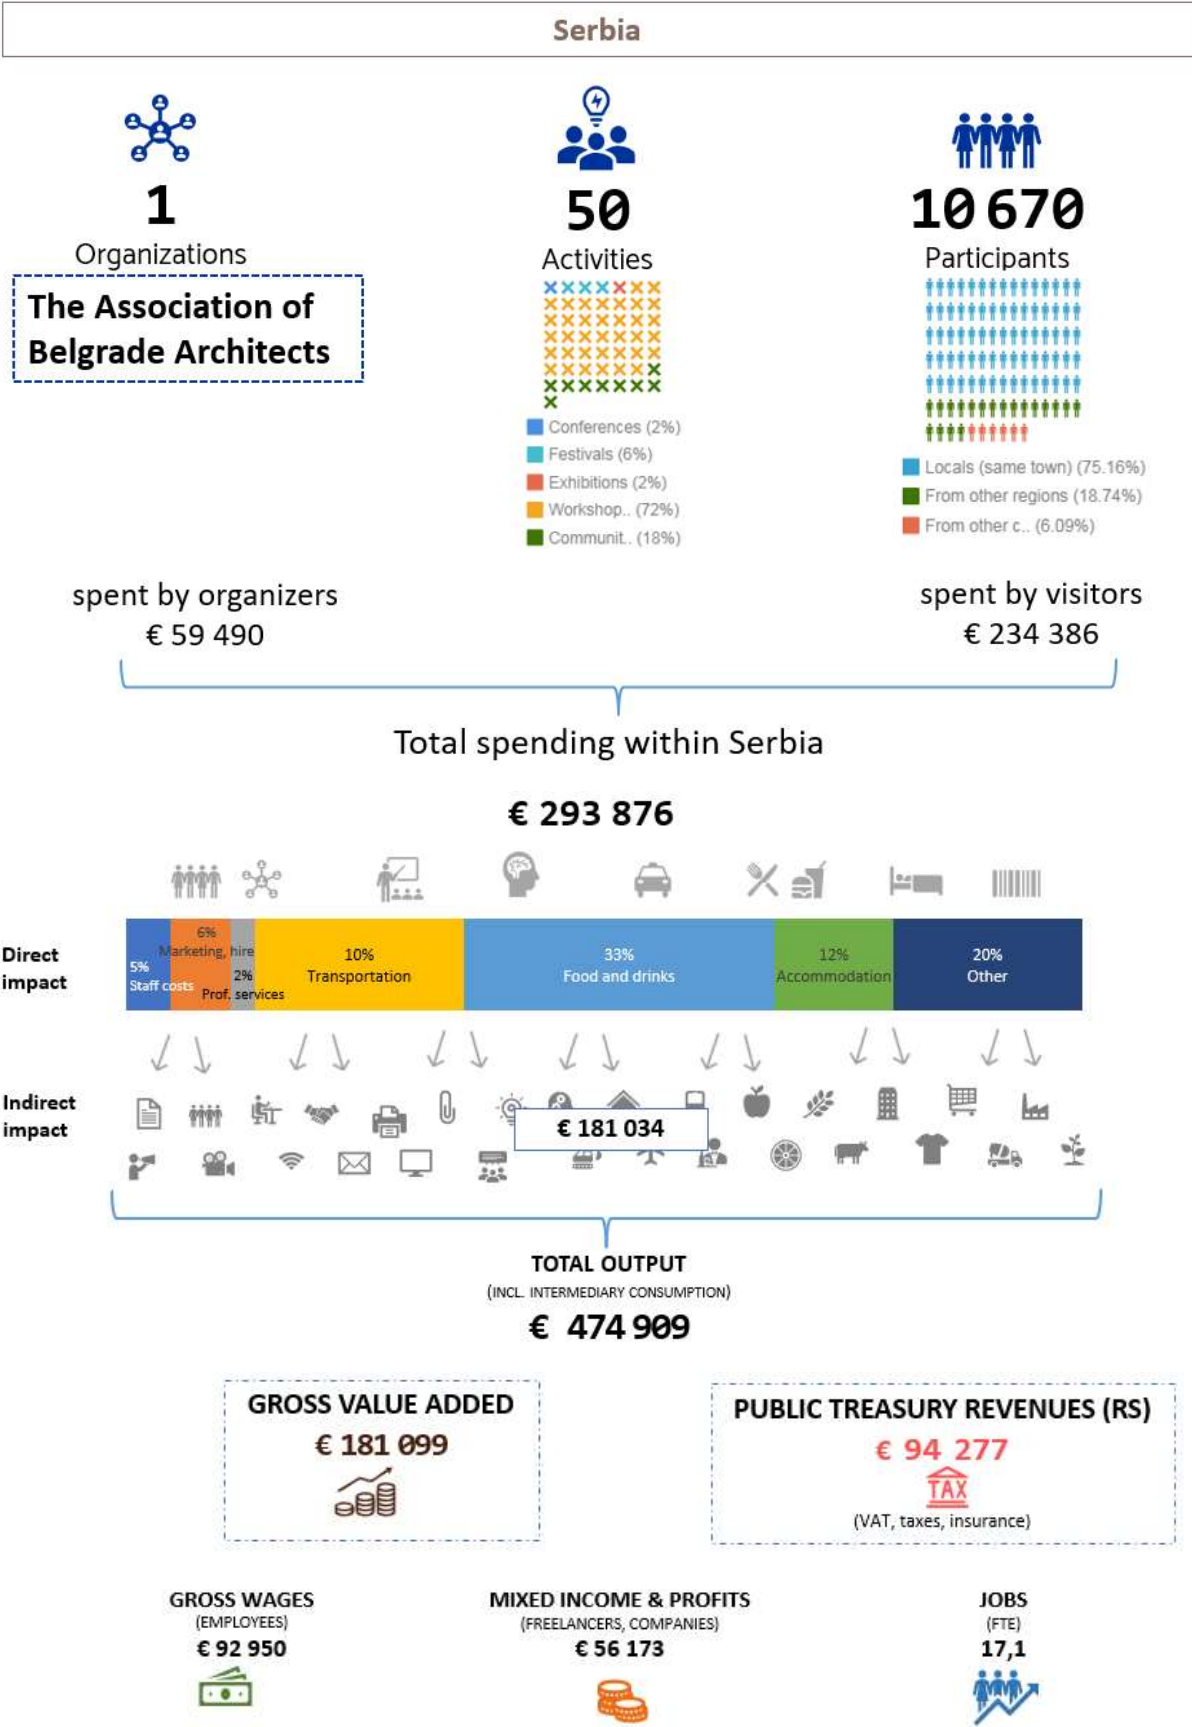 Serbia
1
Organizations
The Association of
Belgrade Architects
50
Activities
Conferences (2%)
Festivals (6%)
Exhibitions (2%)
Workshop.. (72%)
Communit.. (18%)
10 670
Participants
Locals (same town) (75.16%)
From other regions (18.74%)
From other c.. (6.09%)
spent by organizers
€ 59 490
spent by visitors
€ 234 386
Total spending within Serbia
€ 293 876
Direct
impact
5%
Staff costs
6%
Marketing, hire
2%
Prof. services
10%
Transportation
33%
Food and drinks
12%
Accommodation
20%
Other
Indirect
impact
€ 181 034
TOTAL OUTPUT
(INCL. INTERMEDIARY CONSUMPTION)
€ 474 909
GROSS VALUE ADDED
€ 181 099
PUBLIC TREASURY REVENUES (RS)
€ 94 277
TAX
(VAT, taxes, insurance)
GROSS WAGES
(EMPLOYEES)
€ 92 950
MIXED INCOME & PROFITS
(FREELANCERS, COMPANIES)
€ 56 173
JOBS
(FTE)
17,1